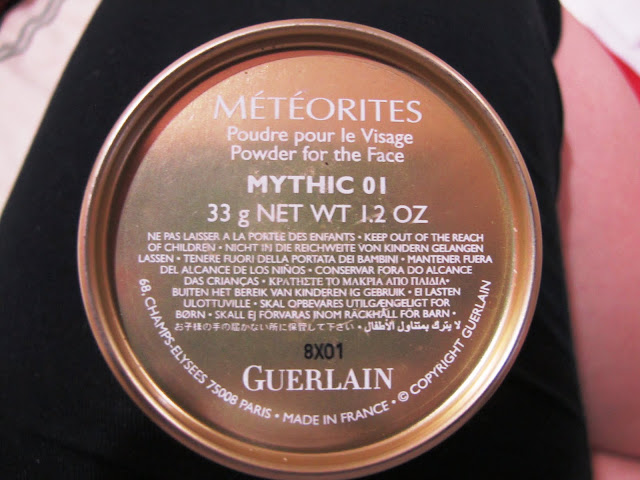 MÉTÉORITES
Poudre pour le Visage
Powder for the Face
MYTHIC 01
33 g NET WT 1.2 OZ
NE PAS LAISSER A LA PORTEE DES ENFANTS • KEEP OUT OF THE REACH
OF CHILDREN • NICHT IN DIE REICHWEITE VON KINDERN GELANGEN
LASSEN • TENERE FUORI DELLA PORTATA DEI BAMBINI • MANTENER FUERA
DEL ALCANCE DE LOS NIÑOS • CONSERVAR FORA DO ALCANCE
DAS CRIANÇAS • ΚΡΑΤΗΣΤΕ ΤΟ ΜΑΚΡΙΑ ΑΠΟ ΠΑΙΔΙΑ•
BUITEN HET BEREIK VAN KINDEREN IG GEBRUIK • EI LASTEN
ULOTTUVILLE • SKAL OPBEVARES UTILGÆNGELIGT FOR
BØRN • SKALL EJ FÖRVARAS INOM RÄCKHÅLL FÖR BARN •
お子様の手の届かない所に保管して下さい • لا يترك بمتناول الأطفال •
8X01
GUERLAIN
68 CHAMPS-ELYSEES 75008 PARIS • MADE IN FRANCE • © COPYRIGHT GUERLAIN